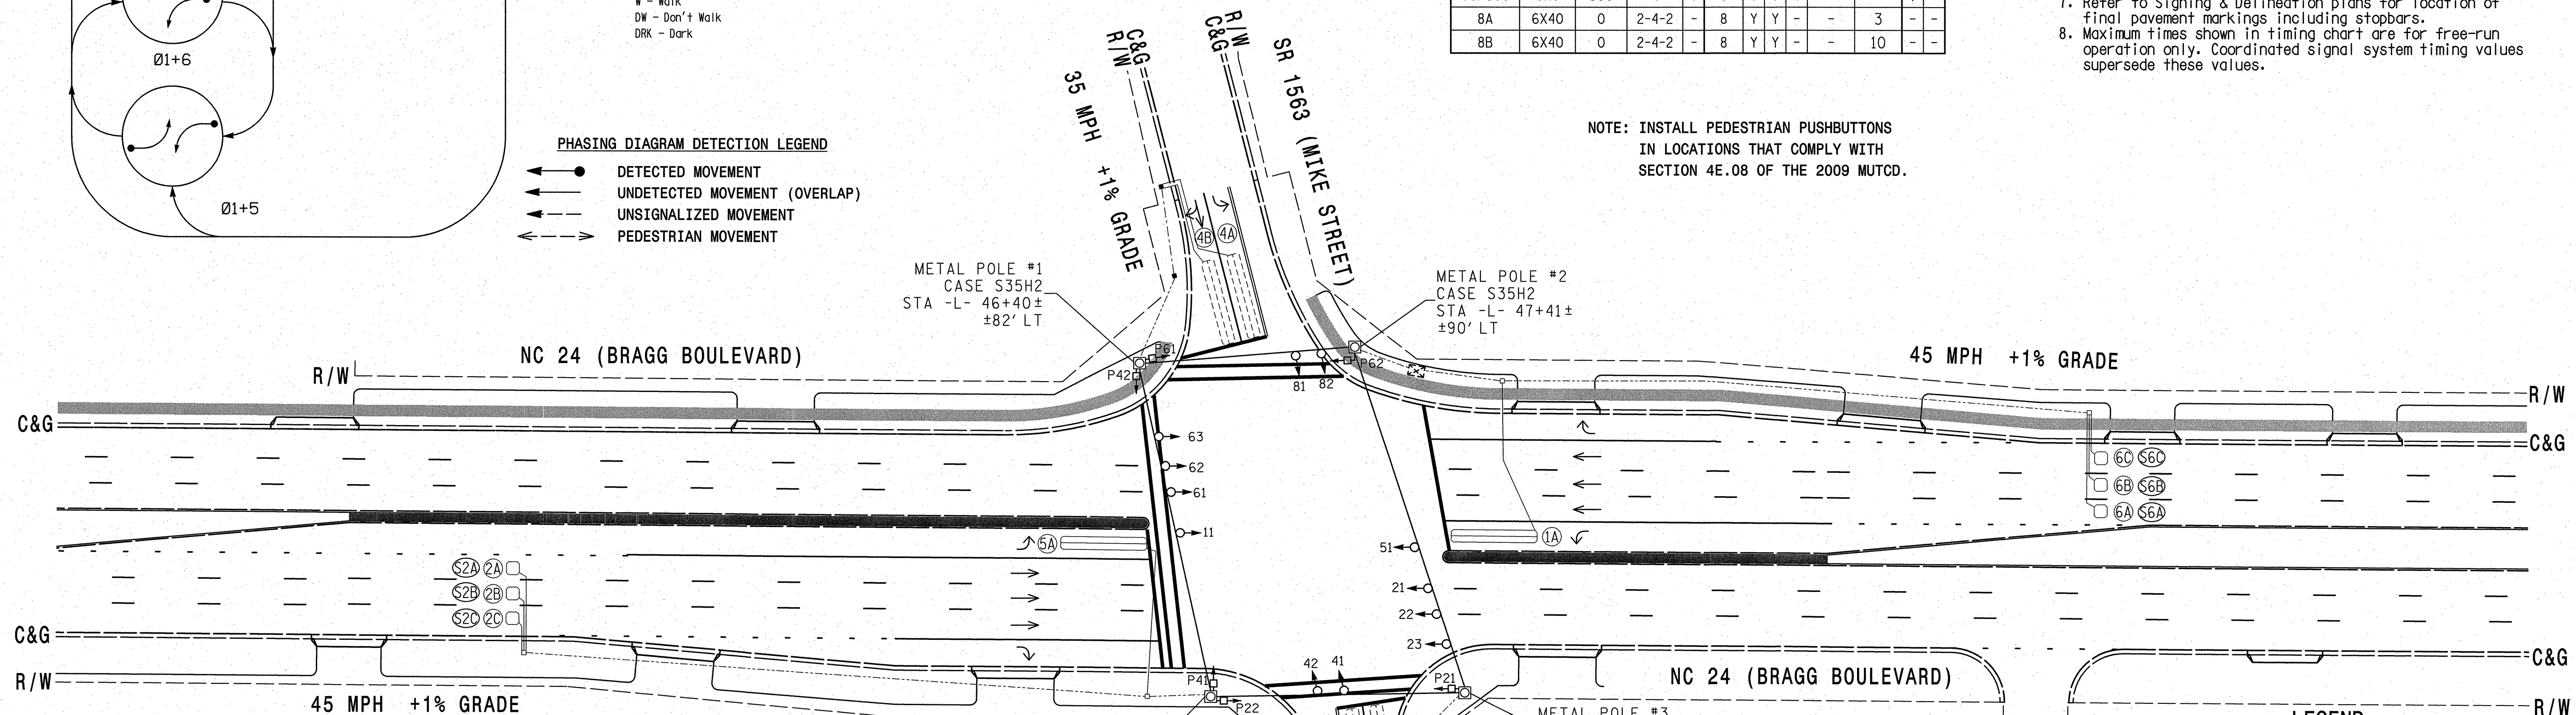 W - Walk
DW - Don't Walk
DRK - Dark
Ø1+6
Ø1+5
PHASING DIAGRAM DETECTION LEGEND
DETECTED MOVEMENT
UNDETECTED MOVEMENT (OVERLAP)
UNSIGNALIZED MOVEMENT
PEDESTRIAN MOVEMENT
8A 6X40 0 2-4-2 - 8 Y Y - - 3 - -
8B 6X40 0 2-4-2 - 8 Y Y - - 10 - -
7. Refer to Signing & Delineation plans for location of
final pavement markings including stopbars.
8. Maximum times shown in timing chart are for free-run
operation only. Coordinated signal system timing values
supersede these values.
NOTE: INSTALL PEDESTRIAN PUSHBUTTONS
IN LOCATIONS THAT COMPLY WITH
SECTION 4E.08 OF THE 2009 MUTCD.
R/W
C&G
C&G
R/W
35 MPH +1% GRADE
SR 1563 (MIKE STREET)
4B
4A
METAL POLE #1
CASE S35H2
STA -L- 46+40±
±82' LT
METAL POLE #2
CASE S35H2
STA -L- 47+41±
±90' LT
NC 24 (BRAGG BOULEVARD)
45 MPH +1% GRADE
R/W
R/W
P61
P42
P62
81
82
C&G
C&G
63
62
61
11
6C S6C
6B S6B
6A S6A
5A
1A
51
21
22
23
S2A 2A
S2B 2B
S2C 2C
C&G
C&G
R/W
R/W
45 MPH +1% GRADE
P41
P22
42
41
P21
NC 24 (BRAGG BOULEVARD)
METAL POLE #3
LEGEND